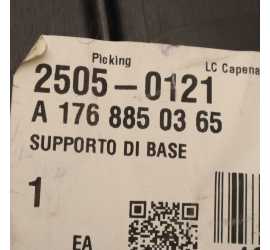 Picking LC Capena
2505-0121
A 176 885 03 65
SUPPORTO DI BASE
1
EA